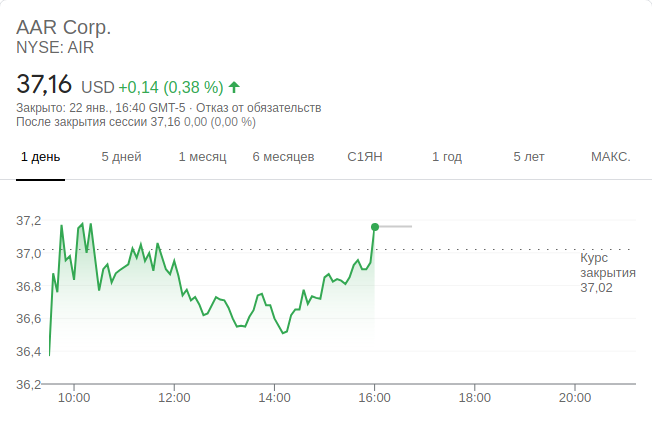 AAR Corp.
NYSE: AIR
37,16 USD +0,14 (0,38 %)
Закрыто: 22 янв., 16:40 GMT-5 · Отказ от обязательств
После закрытия сессии 37,16 0,00 (0,00 %)
1 день 5 дней 1 месяц 6 месяцев С1ЯН 1 год 5 лет МАКС.
37,2
37,0
36,8
36,6
36,4
36,2
Курс
закрытия
37,02
10:00 12:00 14:00 16:00 18:00 20:00